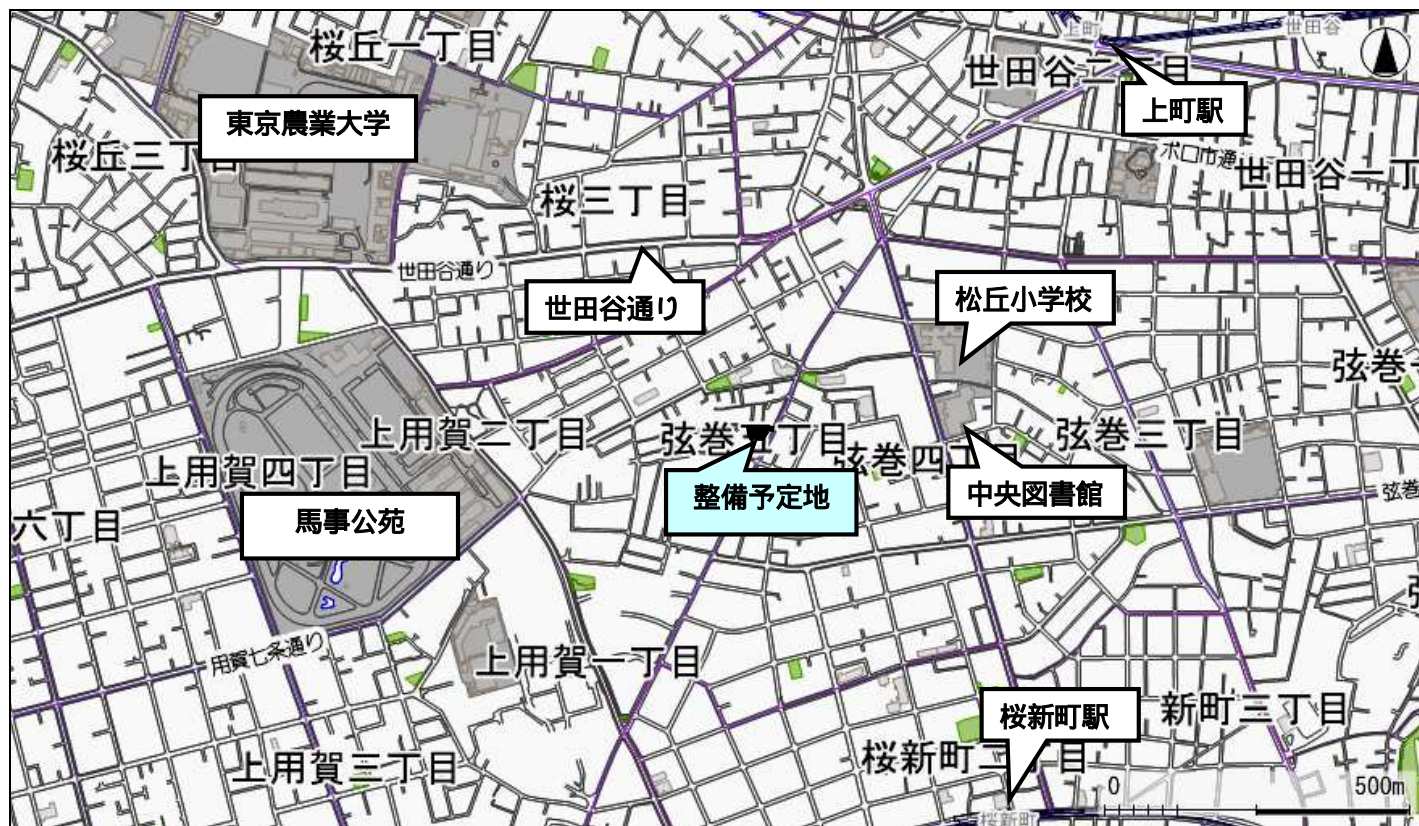 上町
世田谷
桜丘一丁目
世田谷二丁目
上町駅
東京農業大学
桜丘三丁目
ボロ市通り
桜三丁目
世田谷通り
世田谷通り
松丘小学校
上用賀二丁目
弦巻五丁目
弦巻四丁目
弦巻三丁目
上用賀四丁目
整備予定地
中央図書館
弦巻
馬事公苑
六丁目
用賀七条通り
上用賀一丁目
桜新町駅
新町三丁目
上用賀三丁目
桜新町二丁目
0
500m
桜新町